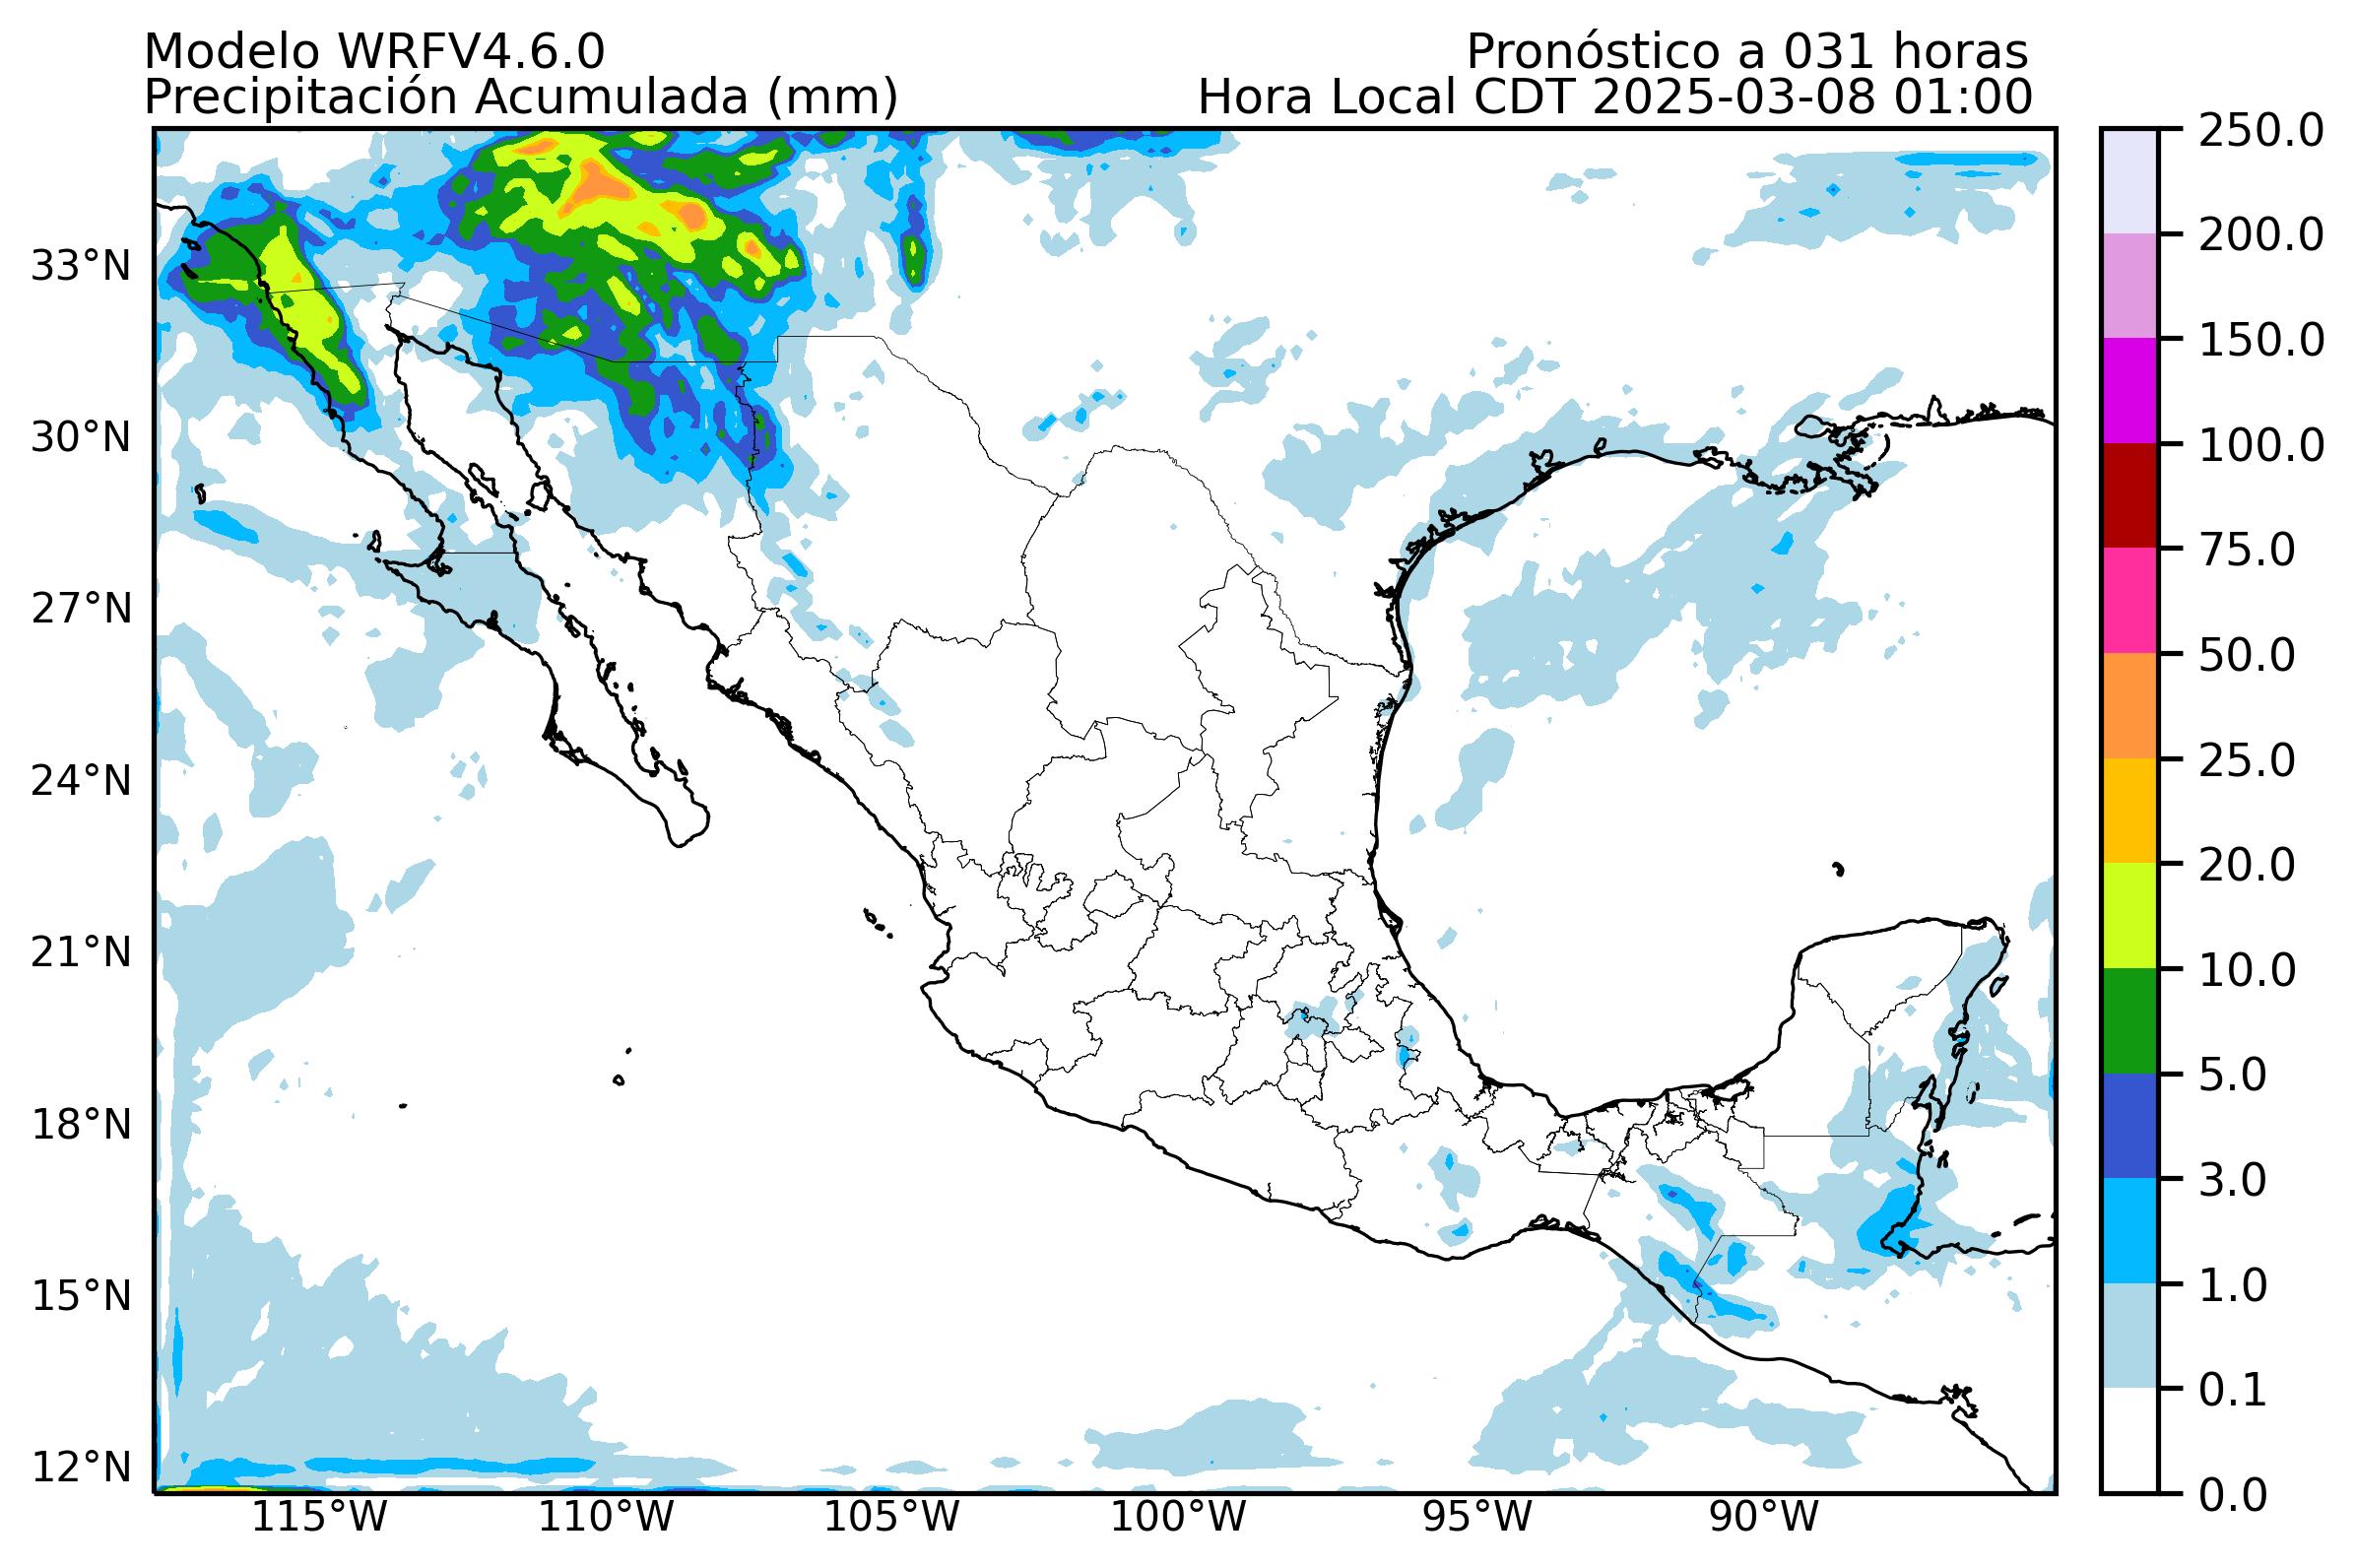 Modelo WRFV4.6.0
Pronóstico a 031 horas
Precipitación Acumulada (mm)
Hora Local CDT 2025-03-08 01:00
33°N
30°N
27°N
24°N
21°N
18°N
15°N
12°N
115°W
110°W
105°W
100°W
95°W
90°W
250.0
200.0
150.0
100.0
75.0
50.0
25.0
20.0
10.0
5.0
3.0
1.0
0.1
0.0